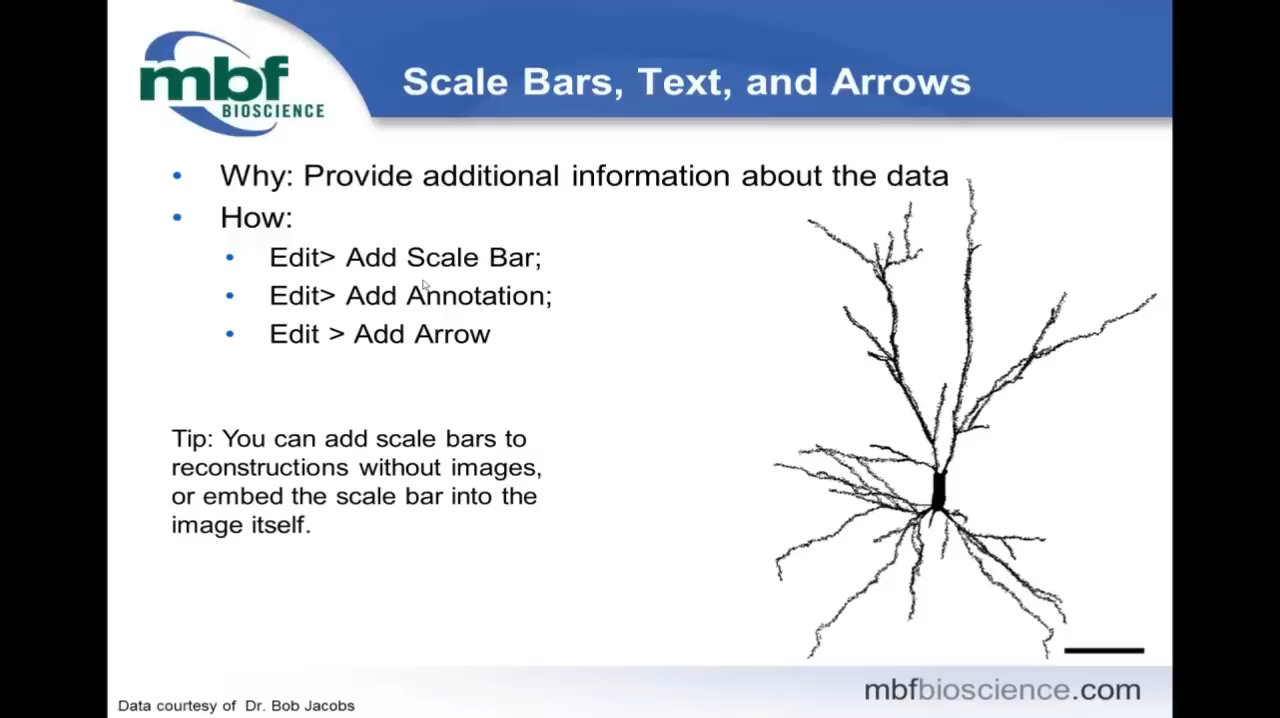 mbf
BIOSCIENCE
Scale Bars, Text, and Arrows
• Why: Provide additional information about the data
• How:
• Edit> Add Scale Bar;
• Edit> Add Annotation;
• Edit > Add Arrow
Tip: You can add scale bars to
reconstructions without images,
or embed the scale bar into the
image itself.
mbfbioscience.com
Data courtesy of Dr. Bob Jacobs